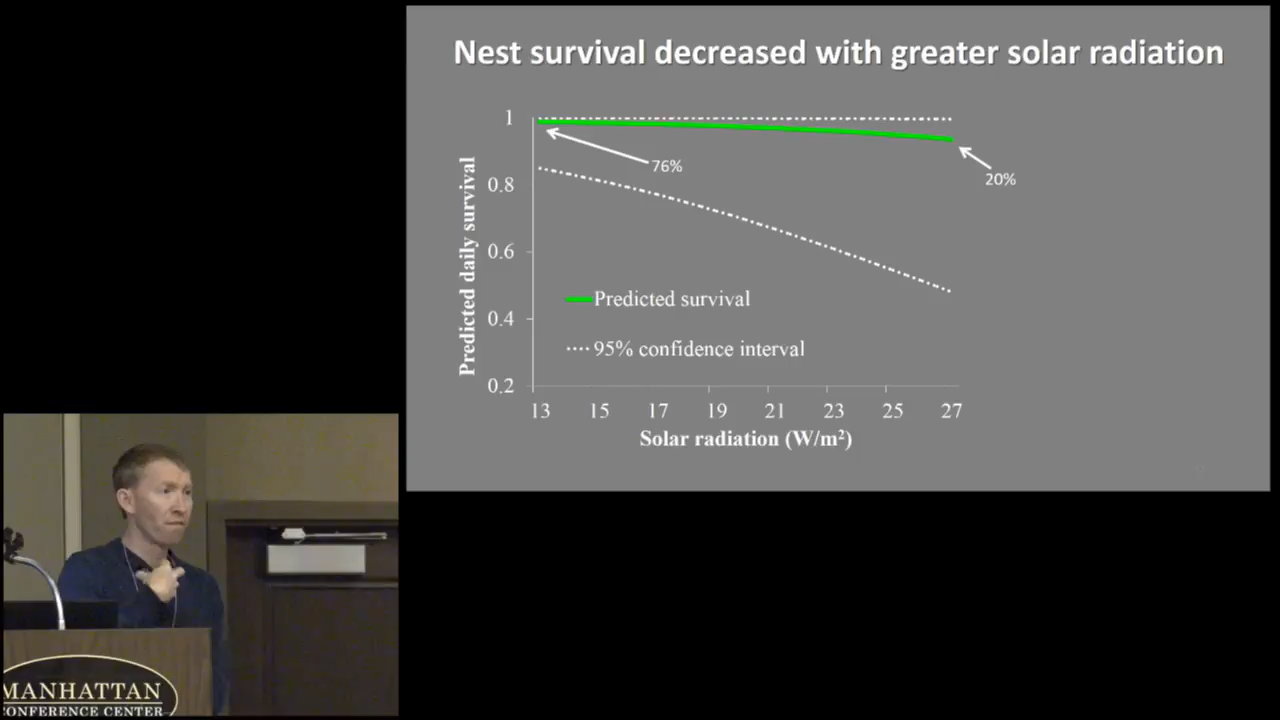 Nest survival decreased with greater solar radiation
1
0.8
0.6
0.4
0.2
Predicted daily survival
76%
20%
Predicted survival
95% confidence interval
13 15 17 19 21 23 25 27
Solar radiation (W/m²)
MANHATTAN
CONFERENCE CENTER